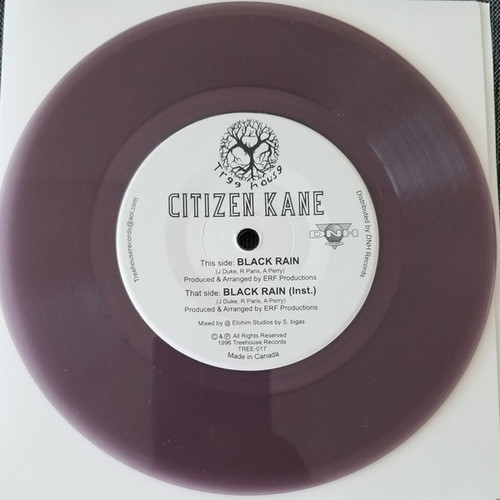 Tree house
CITIZEN KANE
Treehouserecords@aol.com
Distributed by DNH Records
DNH
This side: BLACK RAIN
(J Duke, R Paris, A Perry)
Produced & Arranged by ERF Productions
That side: BLACK RAIN (Inst.)
(J Duke, R Paris, A Perry)
Produced & Arranged by ERF Productions
Mixed by @ Elohim Studios by S. bigas
© & ℗ All Rights Reserved
1996 Treehouse Records
TREE-017
Made in Canada